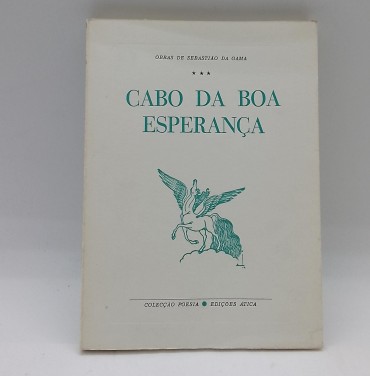 OBRAS DE SEBASTIÃO DA GAMA
★ ★ ★
CABO DA BOA
ESPERANÇA
COLECÇÃO POESIA ● EDIÇÕES ÁTICA